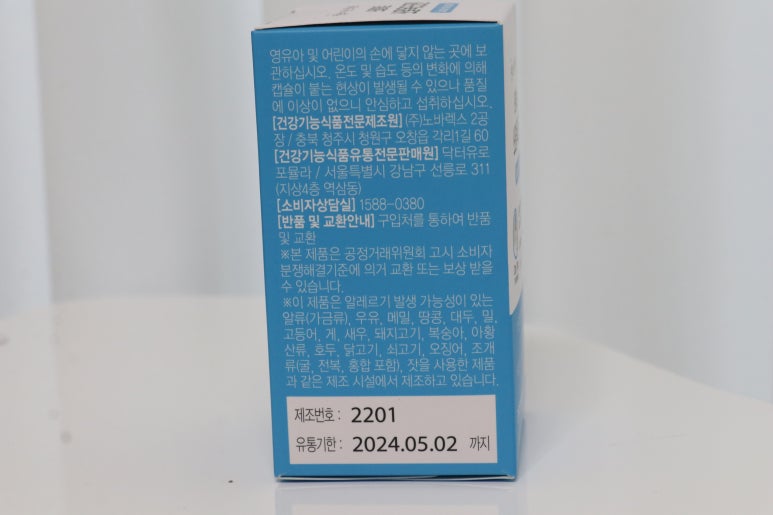 영유아 및 어린이의 손에 닿지 않는 곳에 보
관하십시오. 온도 및 습도 등의 변화에 의해
캡슐이 붙는 현상이 발생될 수 있으나 품질
에 이상이 없으니 안심하고 섭취하십시오.
[건강기능식품전문제조원] (주)노바렉스 2공
장 / 충북 청주시 청원구 오창읍 각리1길 60
[건강기능식품유통전문판매원] 닥터유로
포뮬라 / 서울특별시 강남구 선릉로 311
(지상4층 역삼동)
[소비자상담실] 1588-0380
[반품 및 교환안내] 구입처를 통하여 반품
및 교환
※본 제품은 공정거래위원회 고시 소비자
분쟁해결기준에 의거 교환 또는 보상 받을
수 있습니다.
※이 제품은 알레르기 발생 가능성이 있는
알류(가금류), 우유, 메밀, 땅콩, 대두, 밀,
고등어, 게, 새우, 돼지고기, 복숭아, 아황
산류, 호두, 닭고기, 쇠고기, 오징어, 조개
류(굴, 전복, 홍합 포함), 잣을 사용한 제품
과 같은 제조 시설에서 제조하고 있습니다.
제조번호 : 2201
유통기한 : 2024.05.02 까지